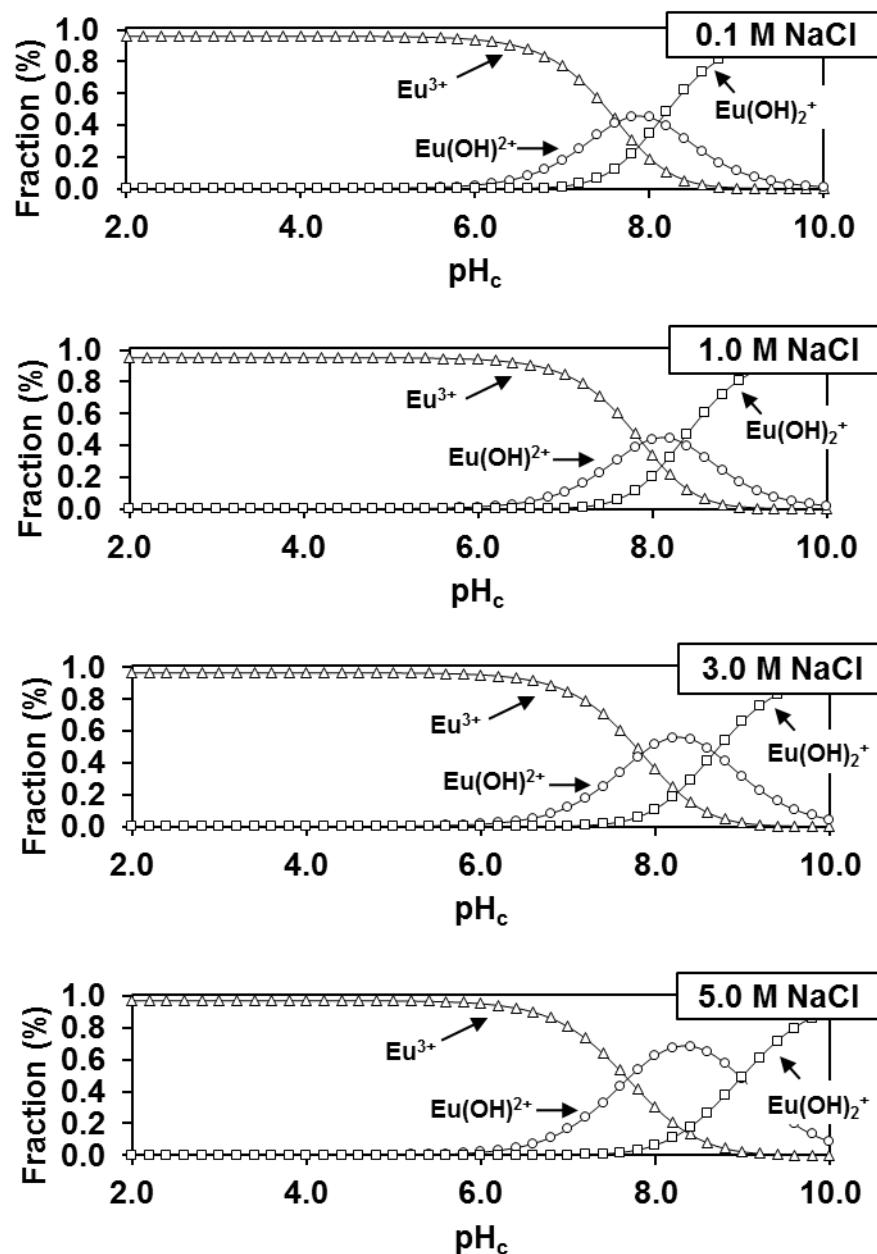 0.1 M NaCl
Fraction (%)
1.0
0.8
0.6
0.4
0.2
0.0
Eu³⁺
Eu(OH)²⁺
Eu(OH)₂⁺
2.0 4.0 6.0 8.0 10.0
pHc
1.0 M NaCl
Fraction (%)
1.0
0.8
0.6
0.4
0.2
0.0
Eu³⁺
Eu(OH)²⁺
Eu(OH)₂⁺
2.0 4.0 6.0 8.0 10.0
pHc
3.0 M NaCl
Fraction (%)
1.0
0.8
0.6
0.4
0.2
0.0
Eu³⁺
Eu(OH)²⁺
Eu(OH)₂⁺
2.0 4.0 6.0 8.0 10.0
pHc
5.0 M NaCl
Fraction (%)
1.0
0.8
0.6
0.4
0.2
0.0
Eu³⁺
Eu(OH)²⁺
Eu(OH)₂⁺
2.0 4.0 6.0 8.0 10.0
pHc